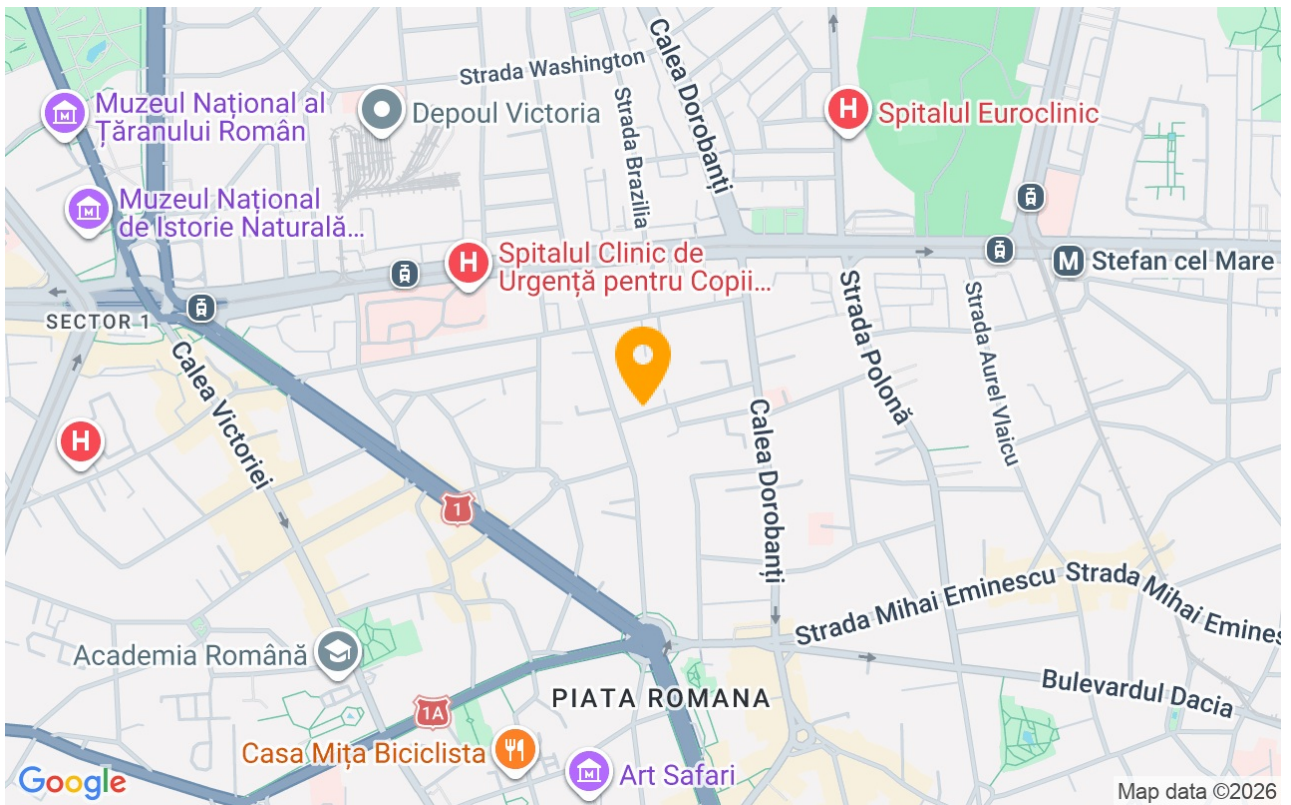 Calea Dorobanți
Strada Washington
Muzeul Național al
Țăranului Român
Depoul Victoria
Strada Brazilia
H
Spitalul Euroclinic
Muzeul Național
de Istorie Naturală...
H
Spitalul Clinic de
Urgență pentru Copii...
M
Stefan cel Mare
SECTOR 1
Calea Victoriei
Strada Polonă
Strada Aurel Vlaicu
H
Calea Dorobanți
1
Strada Mihai Eminescu
Strada Mihai Emines
Academia Română
PIATA ROMANA
Bulevardul Dacia
1A
Casa Mița Biciclista
Art Safari
Google
Map data ©2026